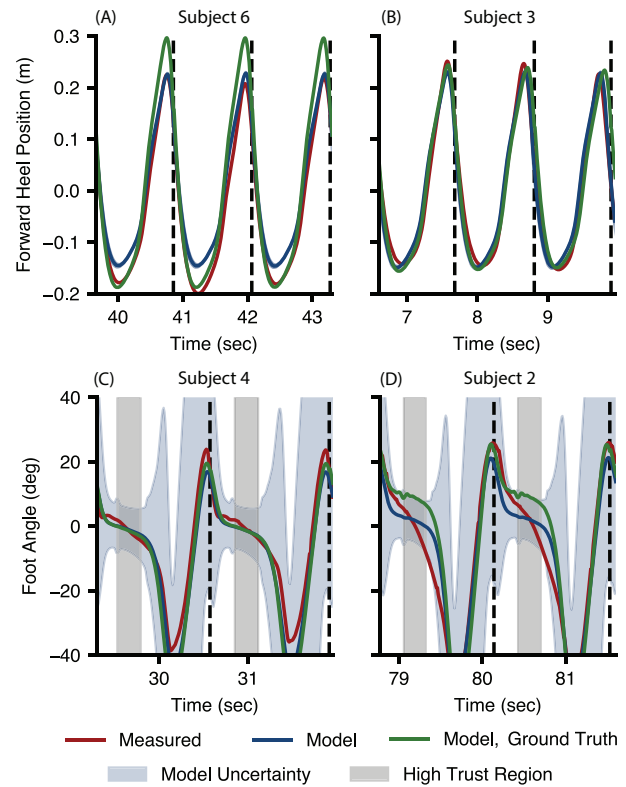 (A) Subject 6
(B) Subject 3
Forward Heel Position (m)
0.3
0.2
0.1
0.0
−0.1
−0.2
40 41 42 43
7 8 9
Time (sec)
Time (sec)
(C) Subject 4
(D) Subject 2
Foot Angle (deg)
40
20
0
−20
−40
30 31
79 80 81
Time (sec)
Time (sec)
Measured Model Model, Ground Truth
Model Uncertainty High Trust Region